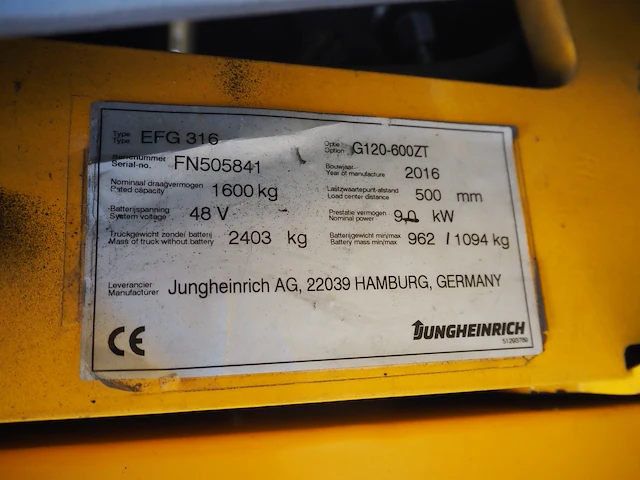 Type
Type EFG 316
Optie
Option G120-600ZT
Serienummer
Serial-no. FN505841
Bouwjaar
Year of manufacture 2016
Nominaal draagvermogen
Rated capacity 1600 kg
Lastzwaartepunt-afstand
Load center distance 500 mm
Batterijspanning
System voltage 48 V
Prestatie vermogen
Nominal power kW
Truckgewicht zonder batterij
Mass of truck without battery 2403 kg
Batterijgewicht min/max
Battery mass min/max 962 / 1094 kg
Leverancier
Manufacturer Jungheinrich AG, 22039 HAMBURG, GERMANY
CE
JUNGHEINRICH